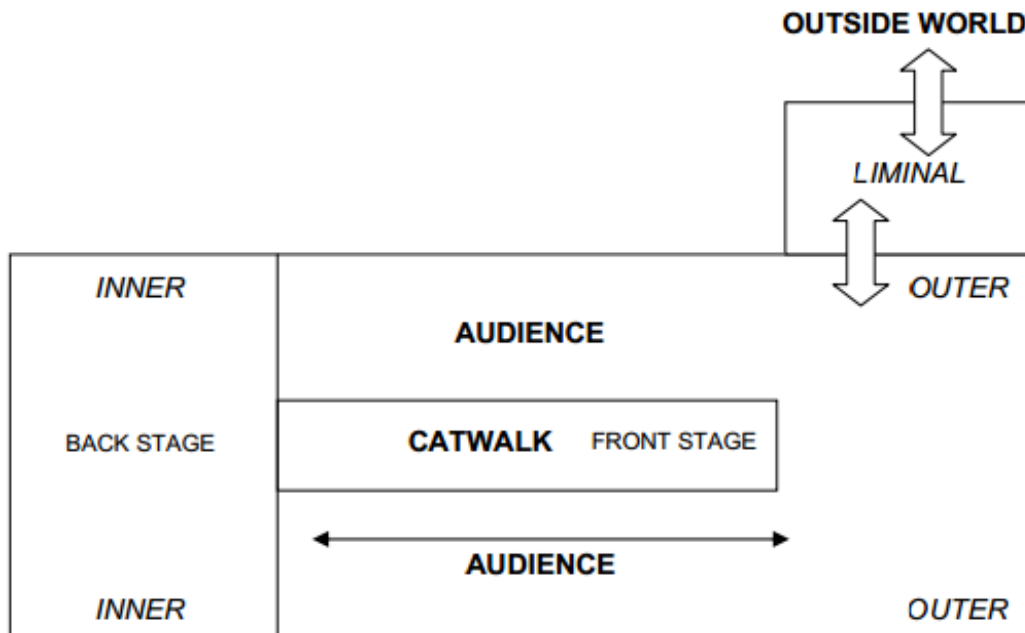 OUTSIDE WORLD
LIMINAL
INNER
OUTER
AUDIENCE
BACK STAGE
CATWALK
FRONT STAGE
AUDIENCE
INNER
OUTER